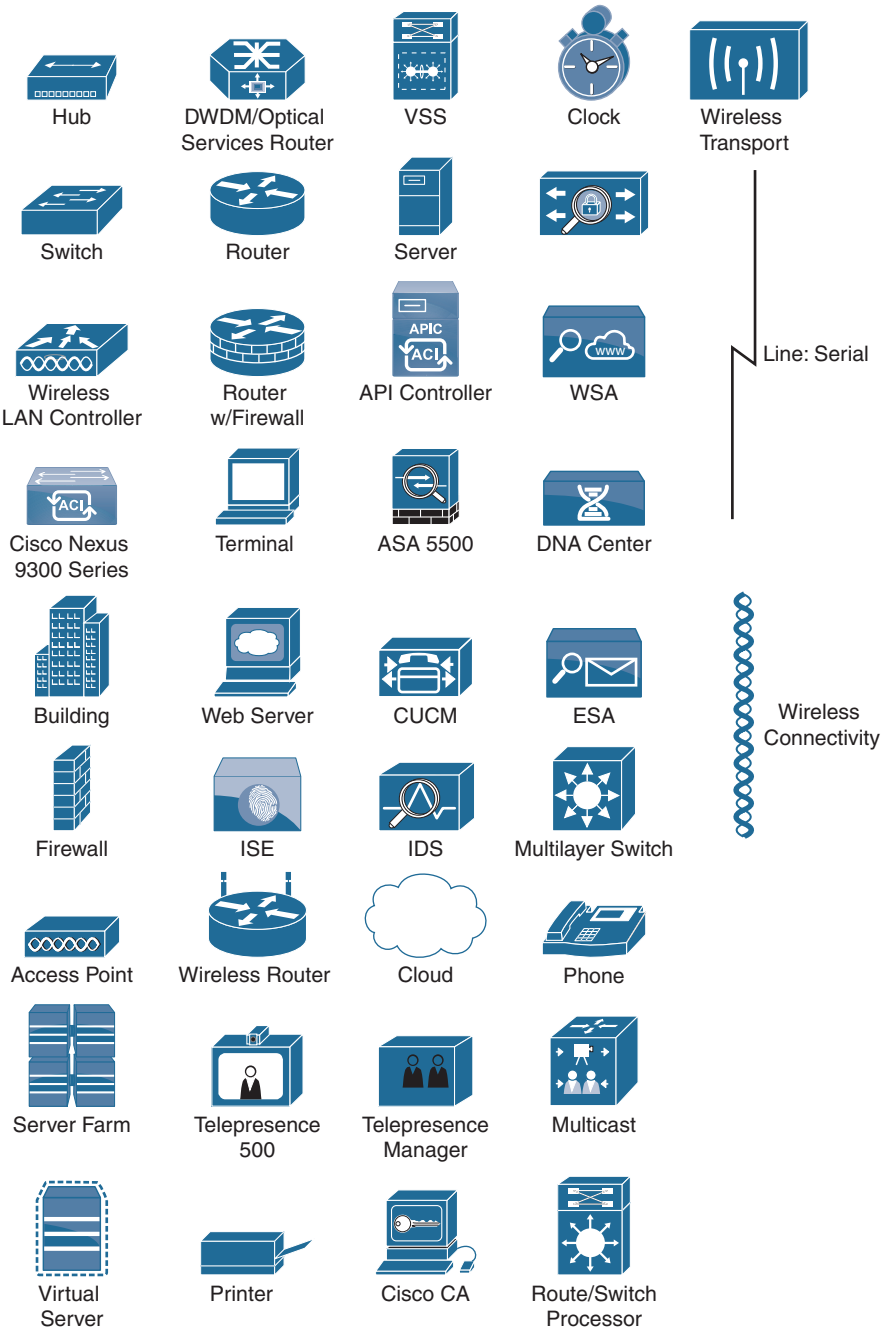 Hub
DWDM/Optical
Services Router
VSS
Clock
Wireless
Transport
Switch
Router
Server
Wireless
LAN Controller
Router
w/Firewall
APIC
ACI
API Controller
www
WSA
Line: Serial
ACI
Cisco Nexus
9300 Series
Terminal
ASA 5500
DNA Center
Building
Web Server
CUCM
ESA
Wireless
Connectivity
Firewall
ISE
IDS
Multilayer Switch
Access Point
Wireless Router
Cloud
Phone
Server Farm
Telepresence
500
Telepresence
Manager
Multicast
Virtual
Server
Printer
Cisco CA
Route/Switch
Processor